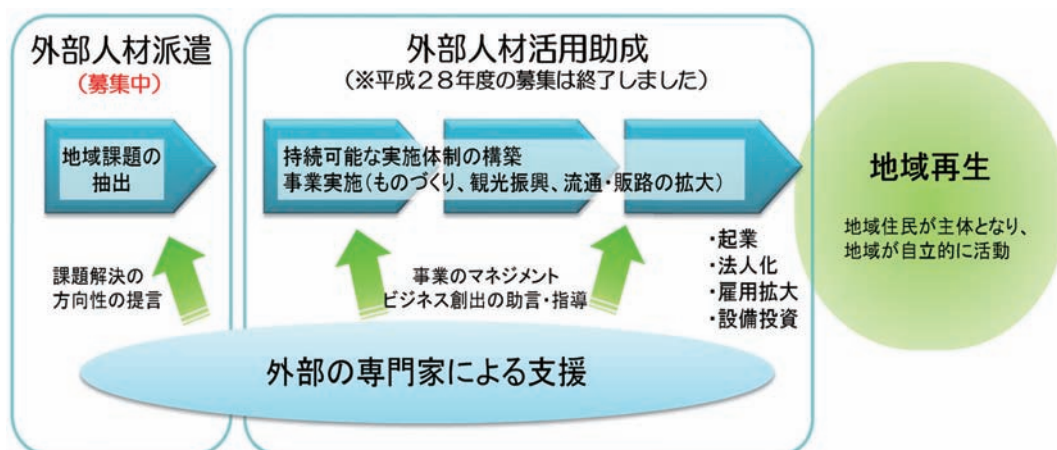 外部人材派遣
(募集中)
地域課題の
抽出
課題解決の
方向性の提言
外部人材活用助成
(※平成28年度の募集は終了しました)
持続可能な実施体制の構築
事業実施(ものづくり、観光振興、流通・販路の拡大)
事業のマネジメント
ビジネス創出の助言・指導
・起業
・法人化
・雇用拡大
・設備投資
外部の専門家による支援
地域再生
地域住民が主体となり、
地域が自立的に活動